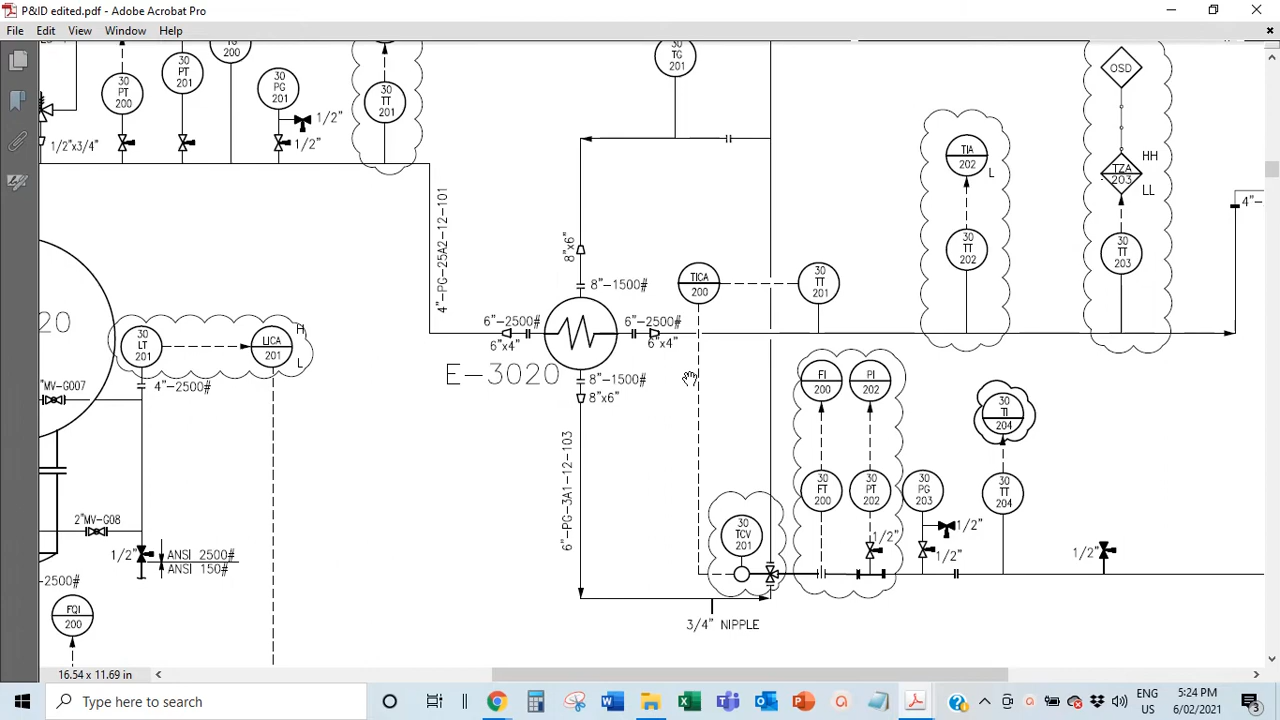 P&ID edited.pdf - Adobe Acrobat Pro
File Edit View Window Help
30
PT
200
30
PT
201
200
30
PG
201
1/2"
1/2"
1/2"x3/4"
30
TT
201
30
TG
201
OSD
TZA
203
HH
LL
30
TT
203
TIA
202
L
30
TT
202
4"-PG-25A2-12-101
8"x6"
8"-1500#
6"-2500#
6"x4"
6"-2500#
6"x4"
E-3020
8"-1500#
8"x6"
6"-PG-3A1-12-103
TICA
200
30
TT
201
4"-
20
30
LT
201
LICA
201
H
L
4"-2500#
"MV-G007
2"MV-G08
1/2"
ANSI 2500#
ANSI 150#
-2500#
FQI
200
FI
200
PI
202
30
TI
204
30
FT
200
30
PT
202
30
PG
203
30
TT
204
1/2"
1/2"
1/2"
1/2"
30
TCV
201
3/4" NIPPLE
16.54 x 11.69 in
Type here to search
ENG
US
5:24 PM
6/02/2021
3